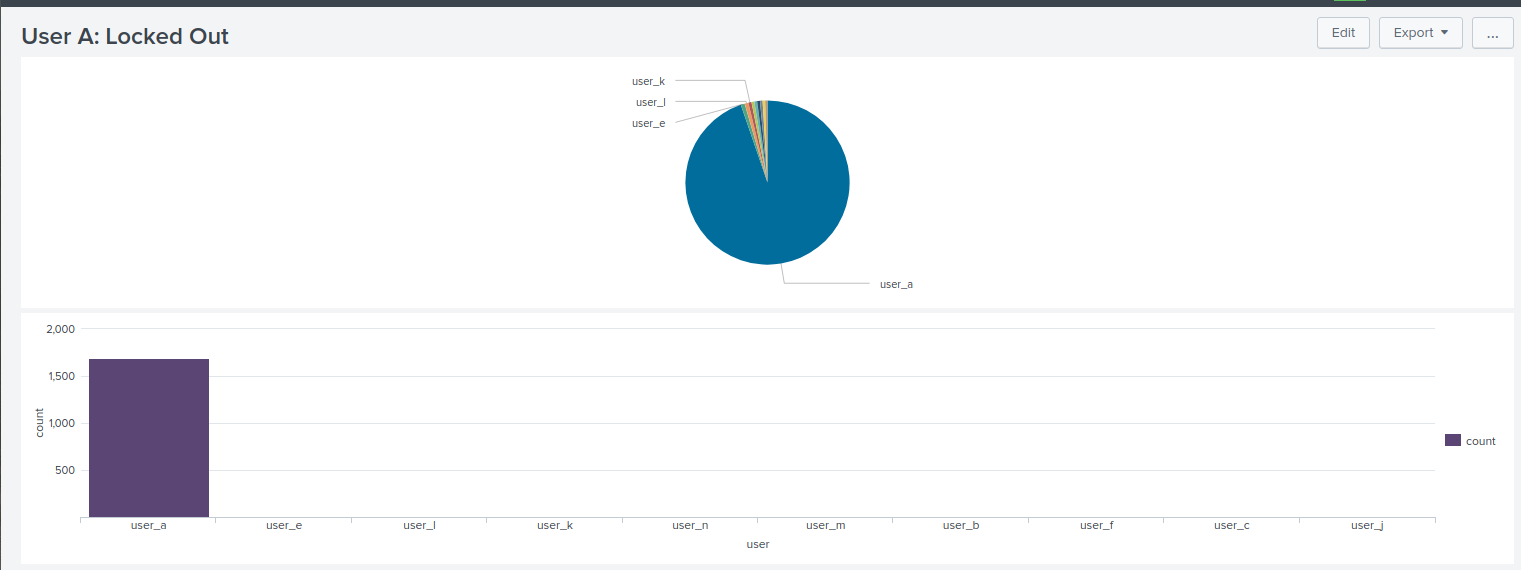 User A: Locked Out
Edit
Export
...
user_k
user_l
user_e
user_a
2,000
1,500
1,000
500
count
count
user_a user_e user_l user_k user_n user_m user_b user_f user_c user_j
user